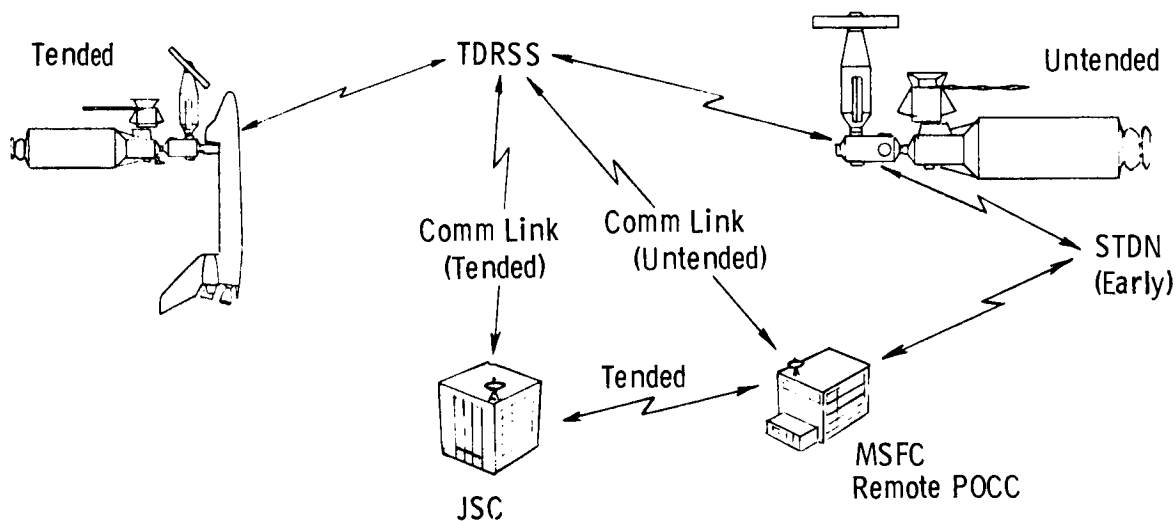 Tended
TDRSS
Untended
Comm Link
(Tended)
Comm Link
(Untended)
STDN
(Early)
Tended
JSC
MSFC
Remote POCC